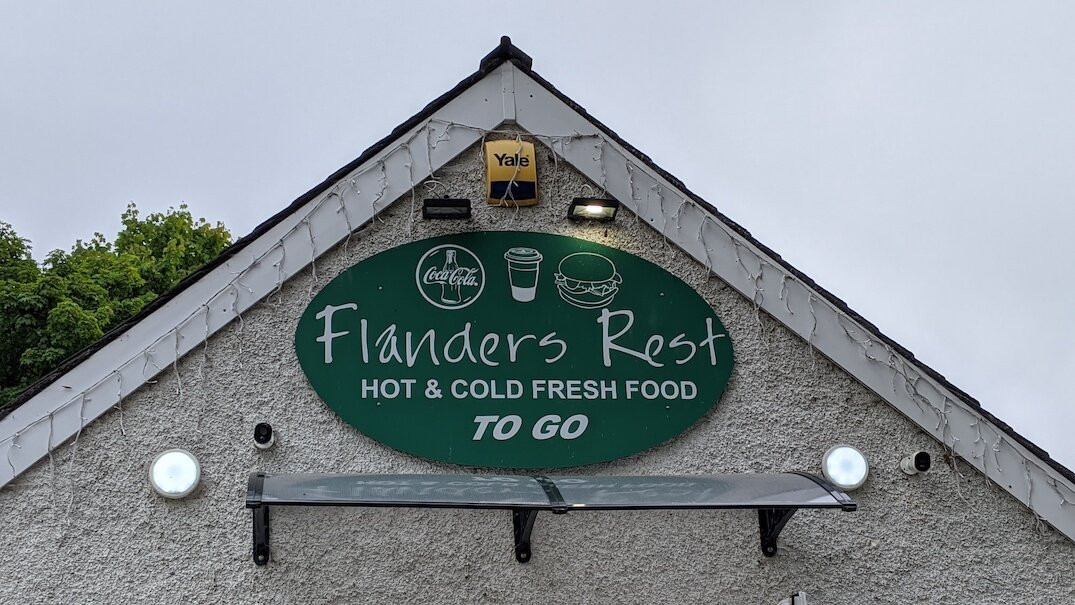 Yale
Coca-Cola
Flanders Rest
HOT & COLD FRESH FOOD
TO GO